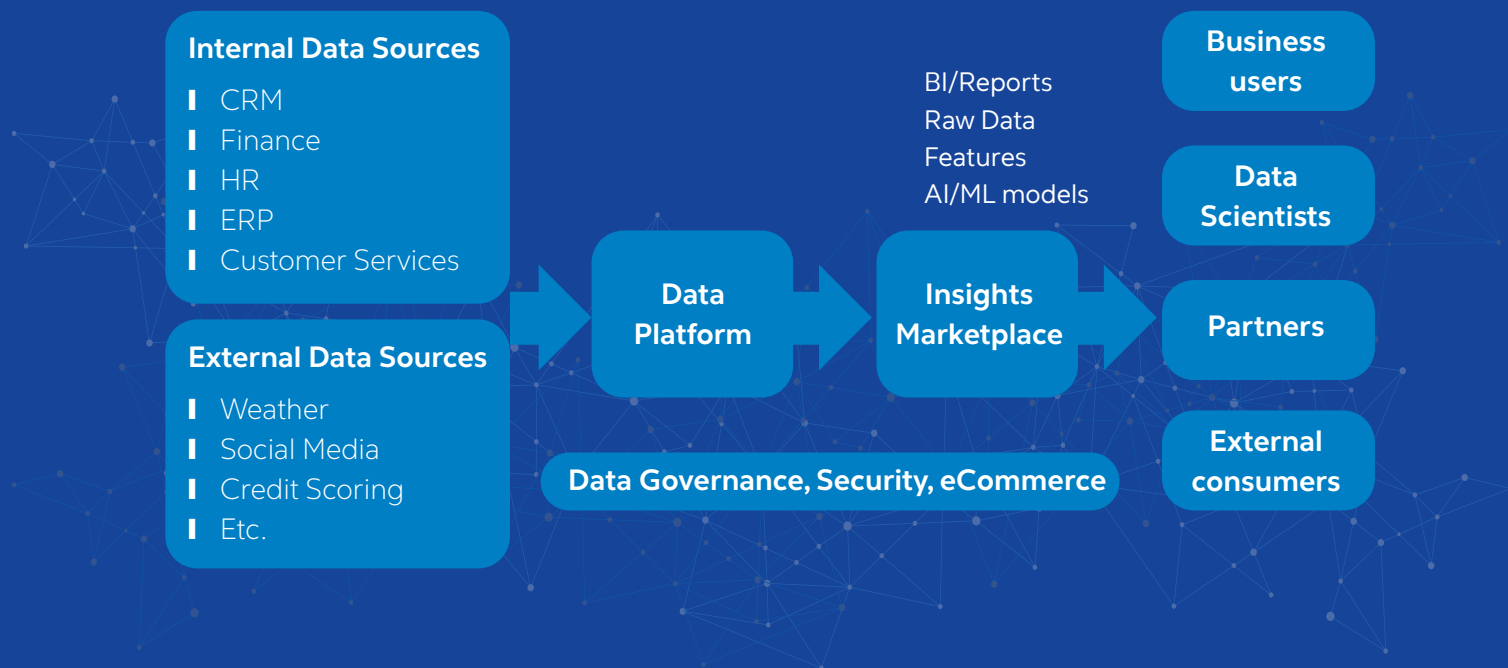 Internal Data Sources
CRM
Finance
HR
ERP
Customer Services
External Data Sources
Weather
Social Media
Credit Scoring
Etc.
Data
Platform
BI/Reports
Raw Data
Features
AI/ML models
Insights
Marketplace
Data Governance, Security, eCommerce
Business
users
Data
Scientists
Partners
External
consumers